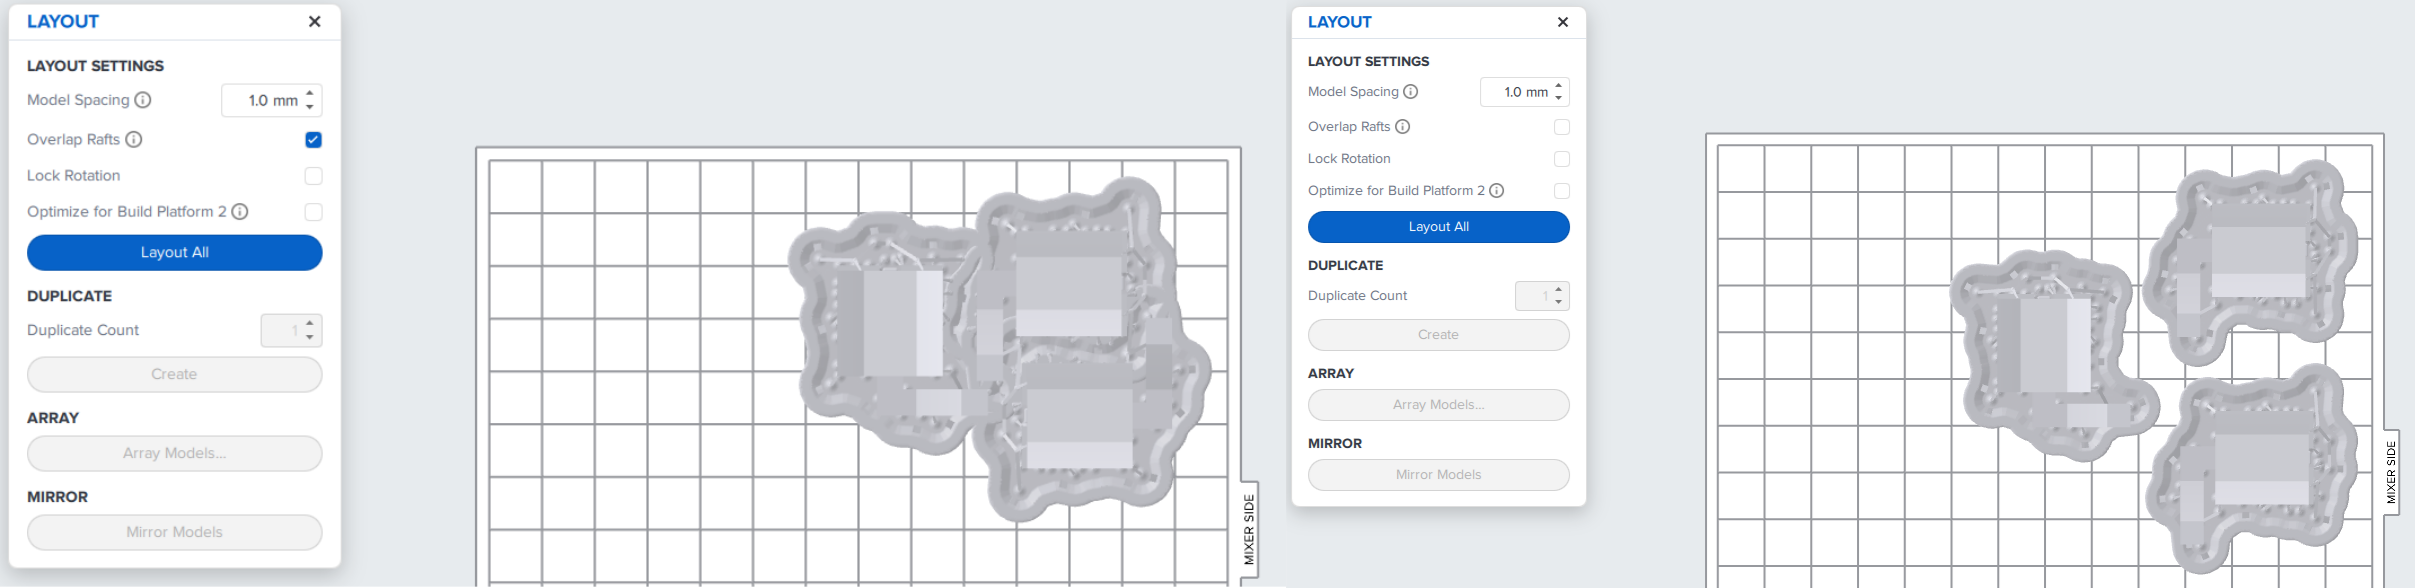 LAYOUT
LAYOUT SETTINGS
Model Spacing
1.0 mm
Overlap Rafts
Lock Rotation
Optimize for Build Platform 2
Layout All
DUPLICATE
Duplicate Count
1
Create
ARRAY
Array Models...
MIRROR
Mirror Models
MIXER SIDE
LAYOUT
LAYOUT SETTINGS
Model Spacing
1.0 mm
Overlap Rafts
Lock Rotation
Optimize for Build Platform 2
Layout All
DUPLICATE
Duplicate Count
1
Create
ARRAY
Array Models...
MIRROR
Mirror Models
MIXER SIDE